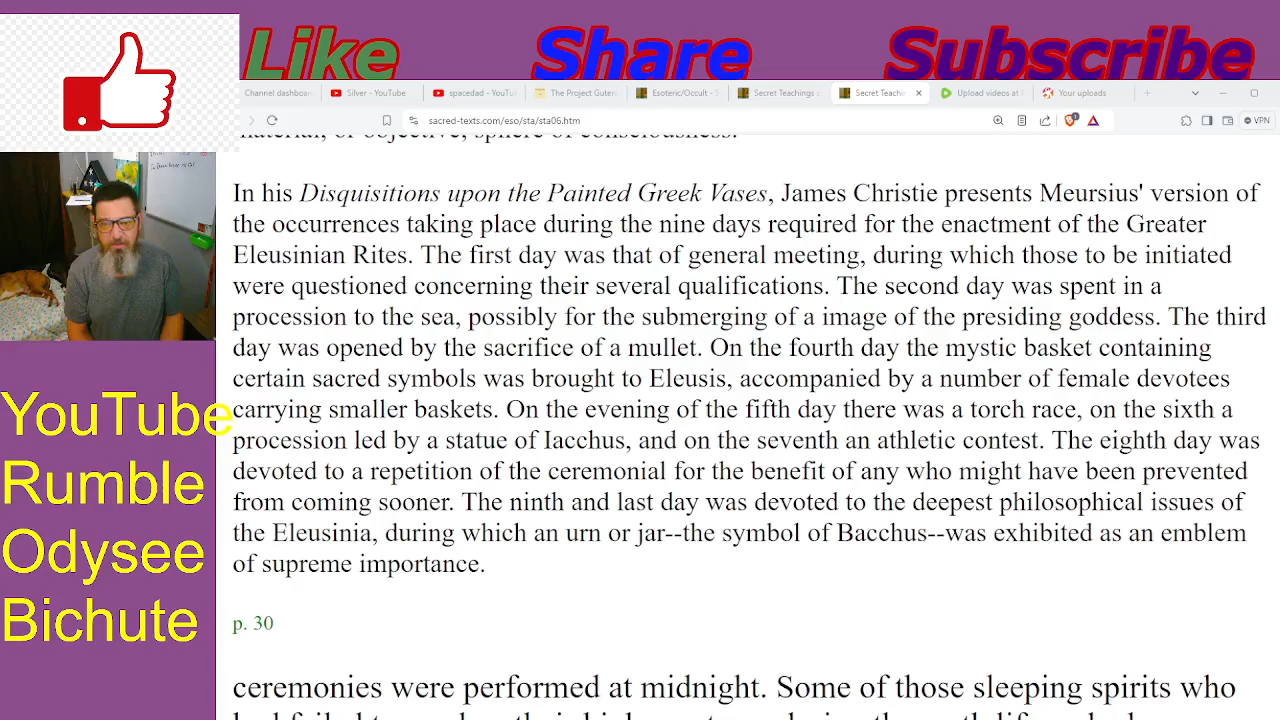 Like Share Subscribe
Channel dashboar
Silver - YouTube
spacedad - YouTu
The Project Guten
Esoteric/Occult - S
Secret Teachings o
Secret Teachin
Upload videos at R
Your uploads
sacred-texts.com/eso/sta/sta06.htm
VPN
material, or objective, sphere of consciousness.
In his Disquisitions upon the Painted Greek Vases, James Christie presents Meursius' version of
the occurrences taking place during the nine days required for the enactment of the Greater
Eleusinian Rites. The first day was that of general meeting, during which those to be initiated
were questioned concerning their several qualifications. The second day was spent in a
procession to the sea, possibly for the submerging of a image of the presiding goddess. The third
day was opened by the sacrifice of a mullet. On the fourth day the mystic basket containing
certain sacred symbols was brought to Eleusis, accompanied by a number of female devotees
carrying smaller baskets. On the evening of the fifth day there was a torch race, on the sixth a
procession led by a statue of Iacchus, and on the seventh an athletic contest. The eighth day was
devoted to a repetition of the ceremonial for the benefit of any who might have been prevented
from coming sooner. The ninth and last day was devoted to the deepest philosophical issues of
the Eleusinia, during which an urn or jar--the symbol of Bacchus--was exhibited as an emblem
of supreme importance.
p. 30
ceremonies were performed at midnight. Some of those sleeping spirits who
YouTube
Rumble
Odysee
Bichute